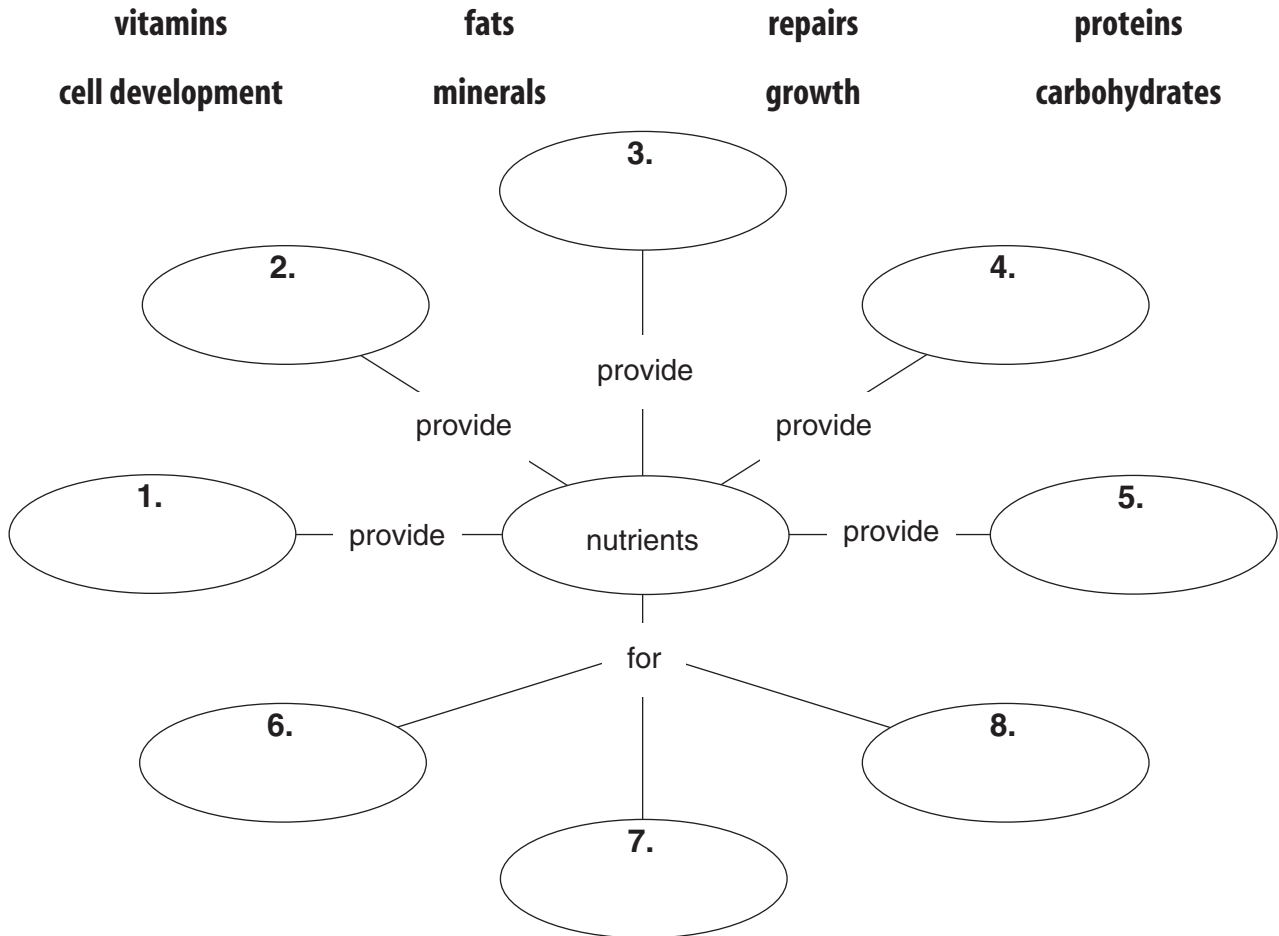 vitamins fats repairs proteins
cell development minerals growth carbohydrates
3.
2. 4.
provide
provide provide
1. 5.
provide nutrients provide
for
6. 8.
7.